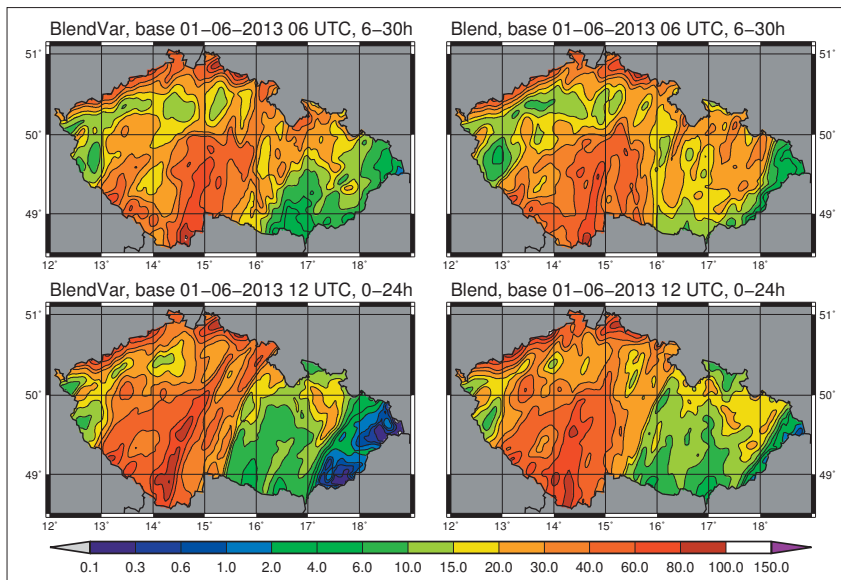 BlendVar, base 01−06−2013 06 UTC, 6−30h
Blend, base 01−06−2013 06 UTC, 6−30h
51˚
51˚
50˚
50˚
49˚
49˚
12˚ 13˚ 14˚ 15˚ 16˚ 17˚ 18˚
12˚ 13˚ 14˚ 15˚ 16˚ 17˚ 18˚
BlendVar, base 01−06−2013 12 UTC, 0−24h
Blend, base 01−06−2013 12 UTC, 0−24h
51˚
51˚
50˚
50˚
49˚
49˚
12˚ 13˚ 14˚ 15˚ 16˚ 17˚ 18˚
12˚ 13˚ 14˚ 15˚ 16˚ 17˚ 18˚
0.1 0.3 0.6 1.0 2.0 4.0 6.0 10.0 15.0 20.0 30.0 40.0 60.0 80.0 100.0 150.0